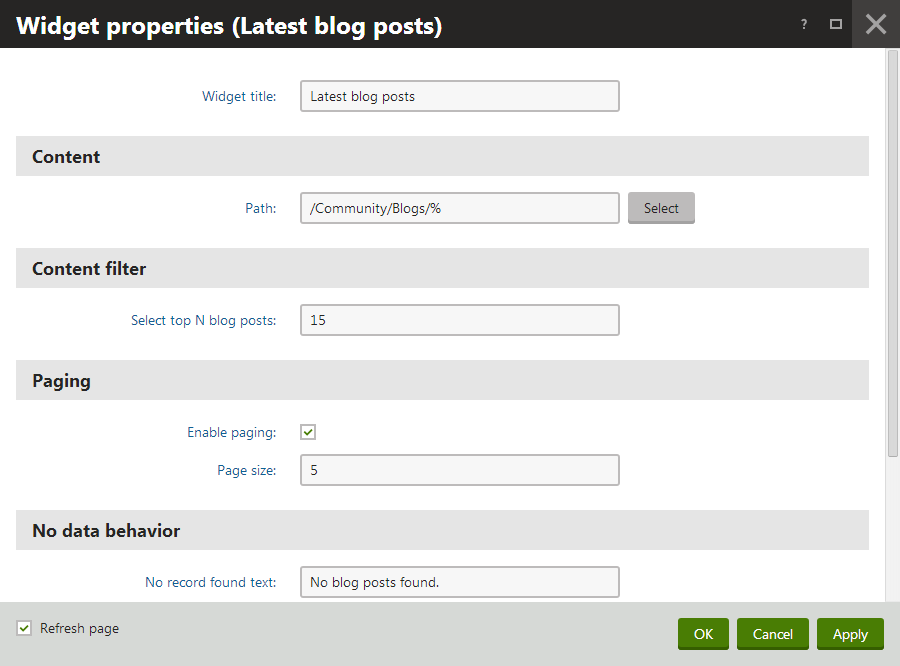 Widget properties (Latest blog posts) ?
Widget title: Latest blog posts
Content
Path: /Community/Blogs/% Select
Content filter
Select top N blog posts: 15
Paging
Enable paging:
Page size: 5
No data behavior
No record found text: No blog posts found.
Refresh page OK Cancel Apply